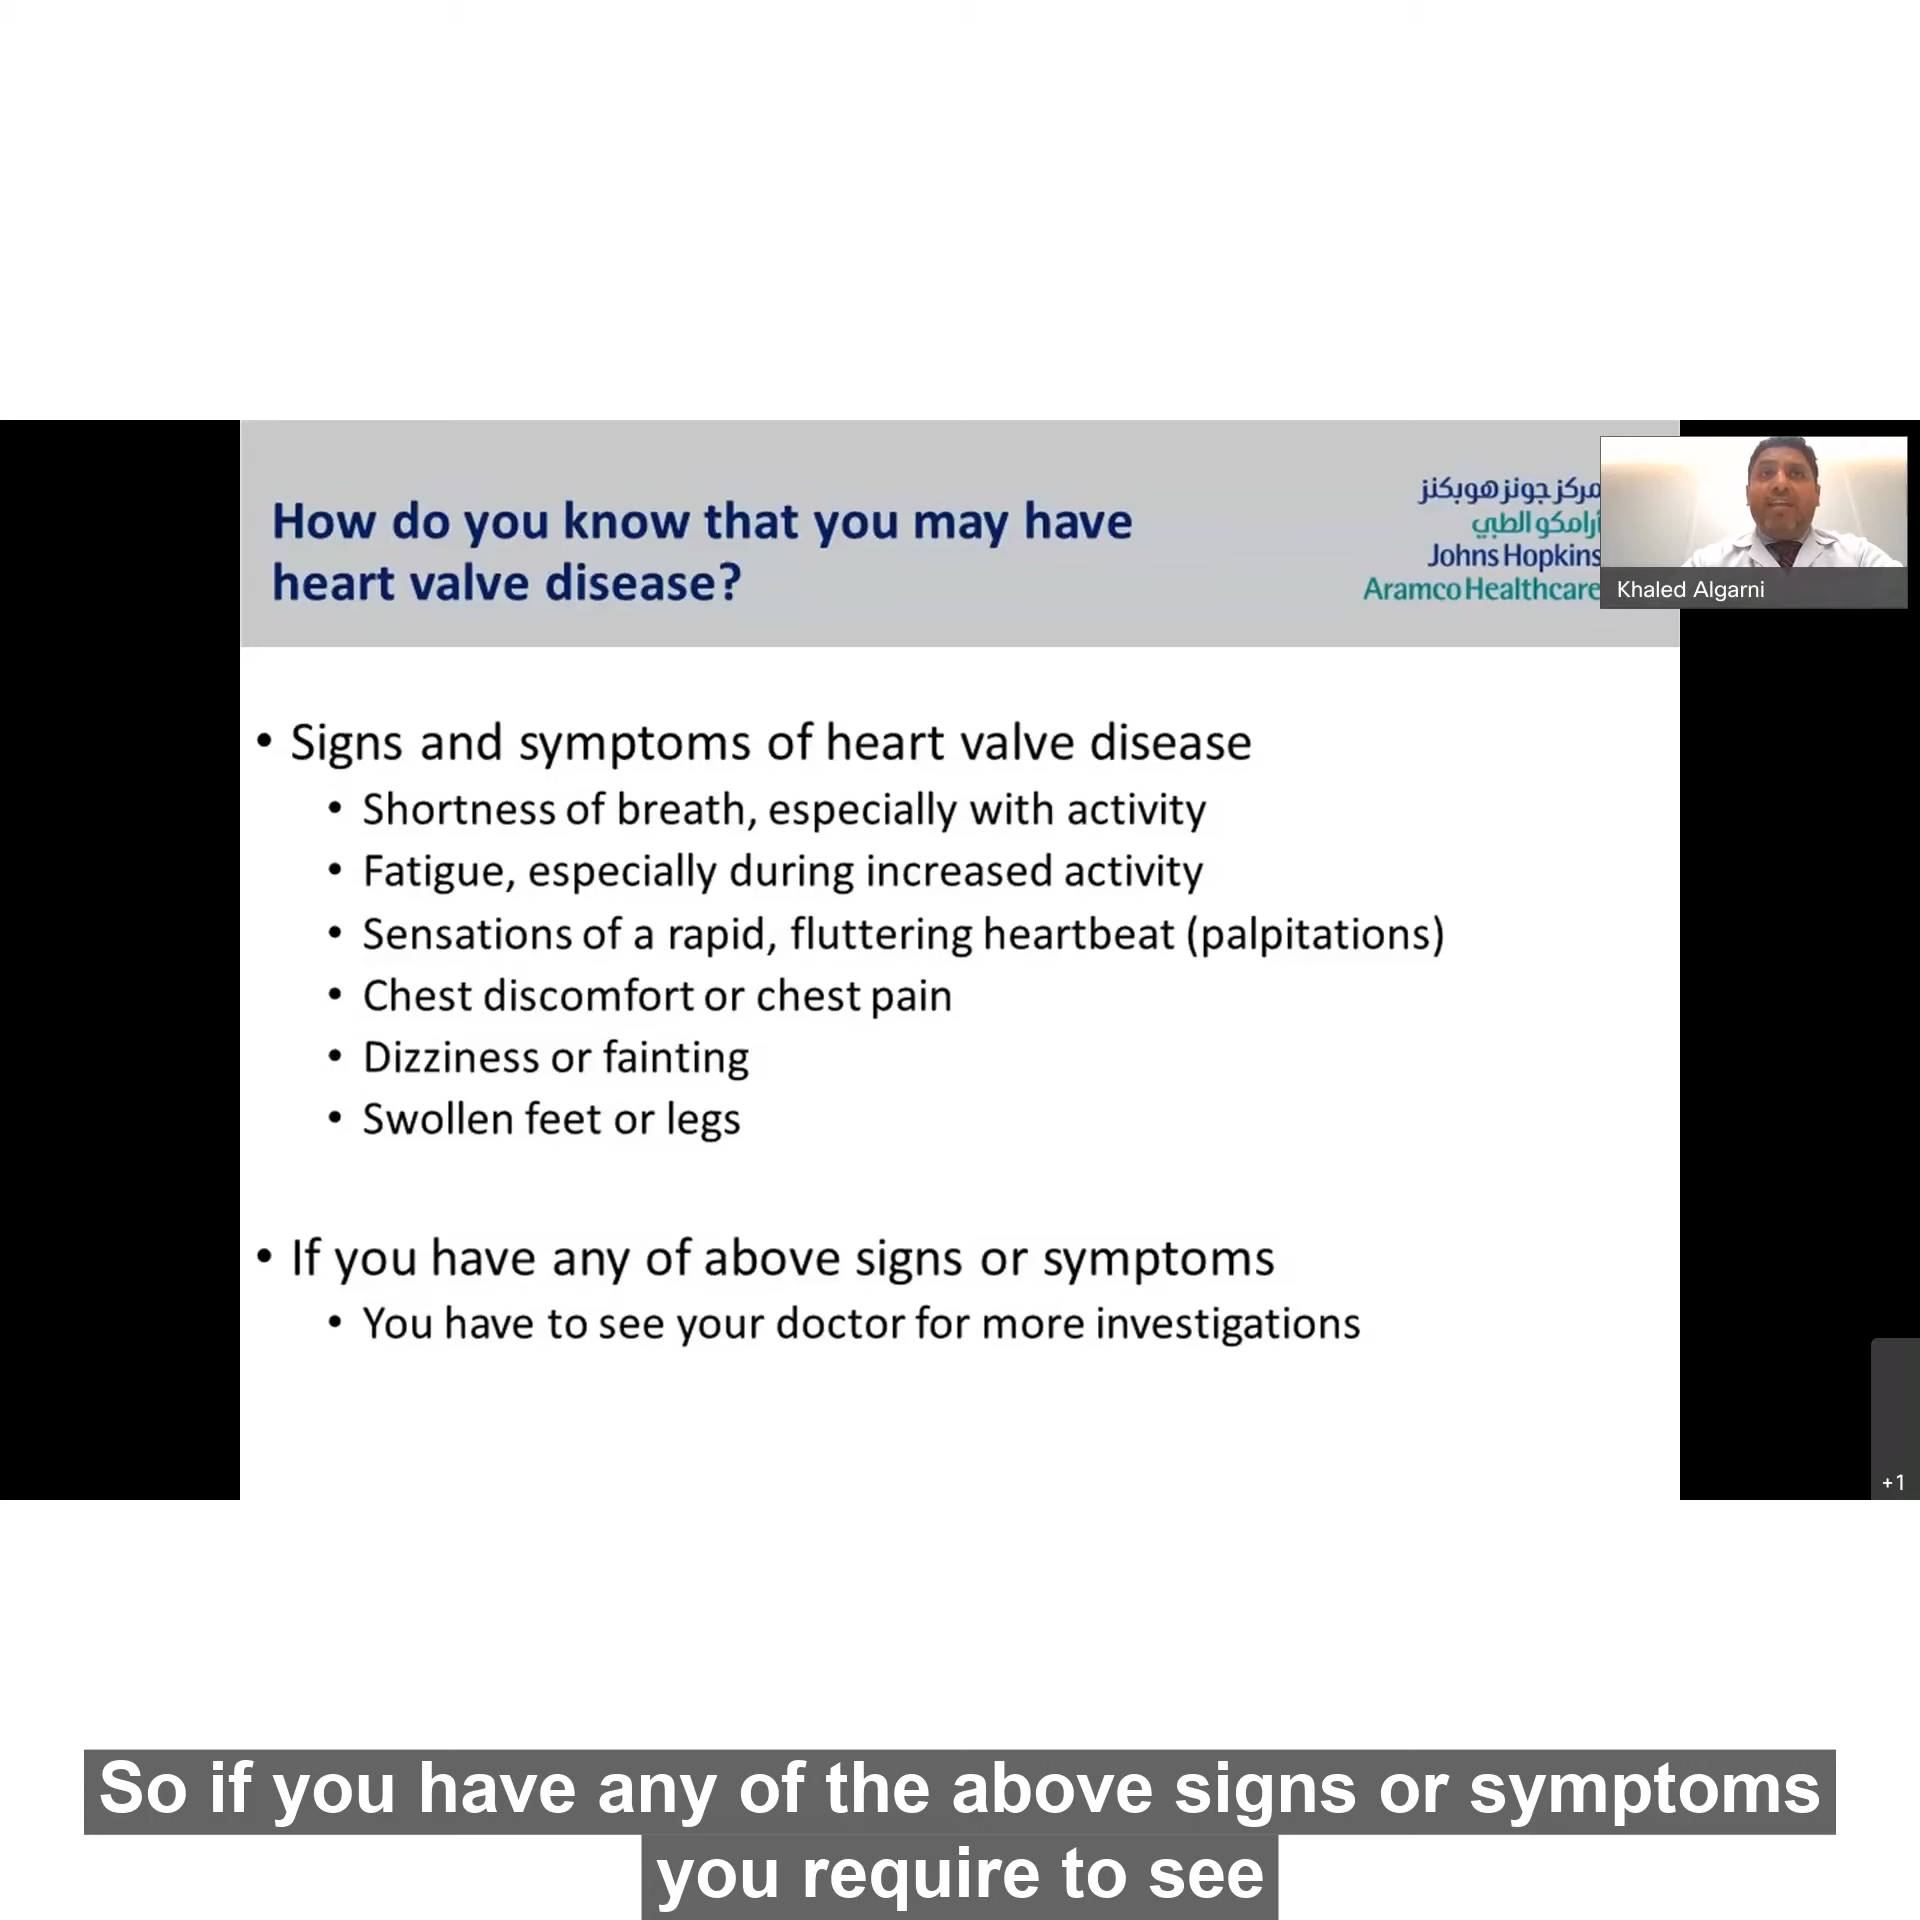 How do you know that you may have
heart valve disease?
مركز جونز هوبكنز
أرامكو الطبي
Johns Hopkins
Aramco Healthcare
Khaled Algarni
• Signs and symptoms of heart valve disease
• Shortness of breath, especially with activity
• Fatigue, especially during increased activity
• Sensations of a rapid, fluttering heartbeat (palpitations)
• Chest discomfort or chest pain
• Dizziness or fainting
• Swollen feet or legs
• If you have any of above signs or symptoms
• You have to see your doctor for more investigations
+1
So if you have any of the above signs or symptoms
you require to see